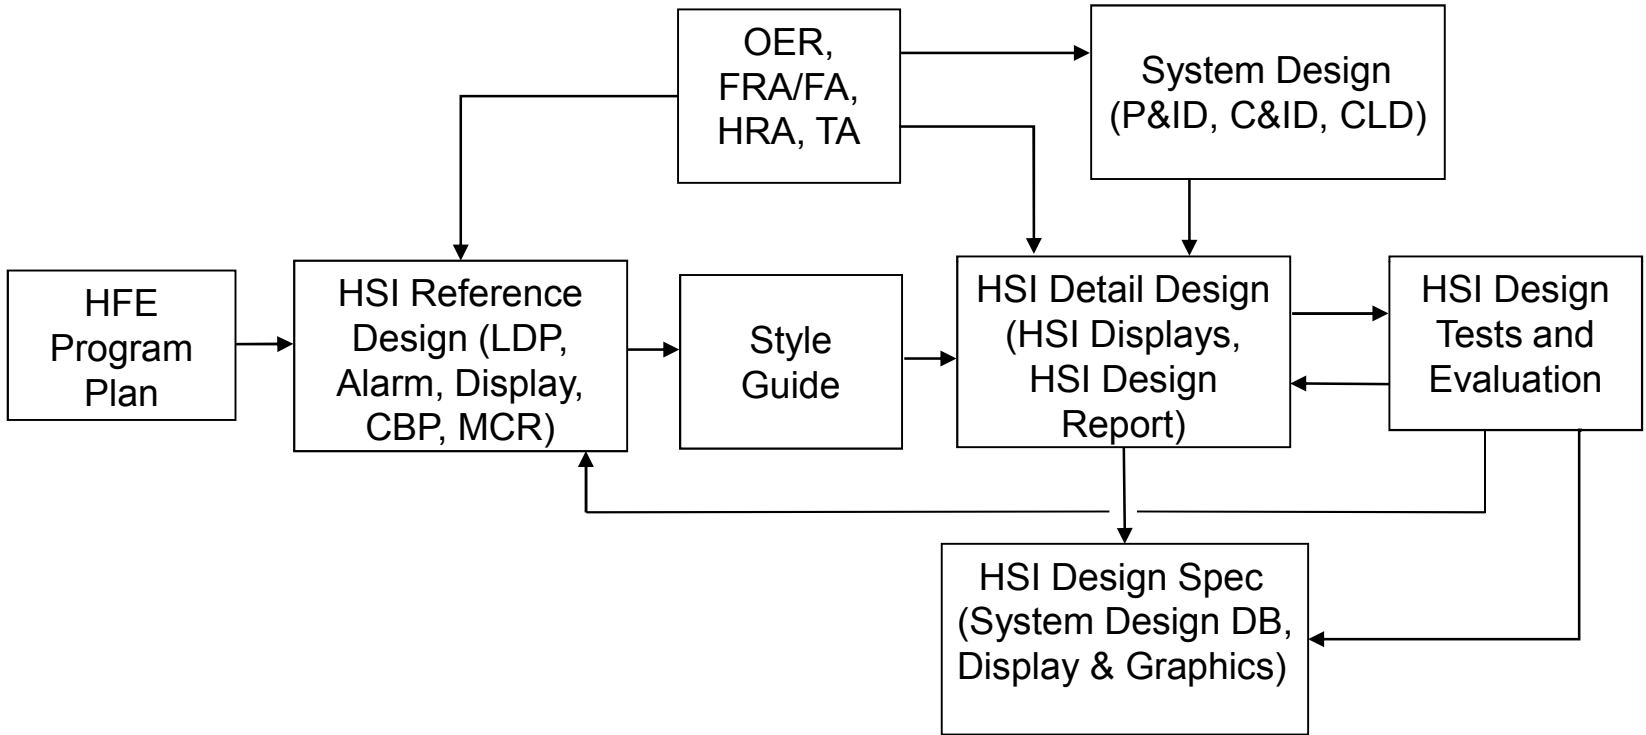 OER,
FRA/FA,
HRA, TA
System Design
(P&ID, C&ID, CLD)
HFE
Program
Plan
HSI Reference
Design (LDP,
Alarm, Display,
CBP, MCR)
Style
Guide
HSI Detail Design
(HSI Displays,
HSI Design
Report)
HSI Design
Tests and
Evaluation
HSI Design Spec
(System Design DB,
Display & Graphics)